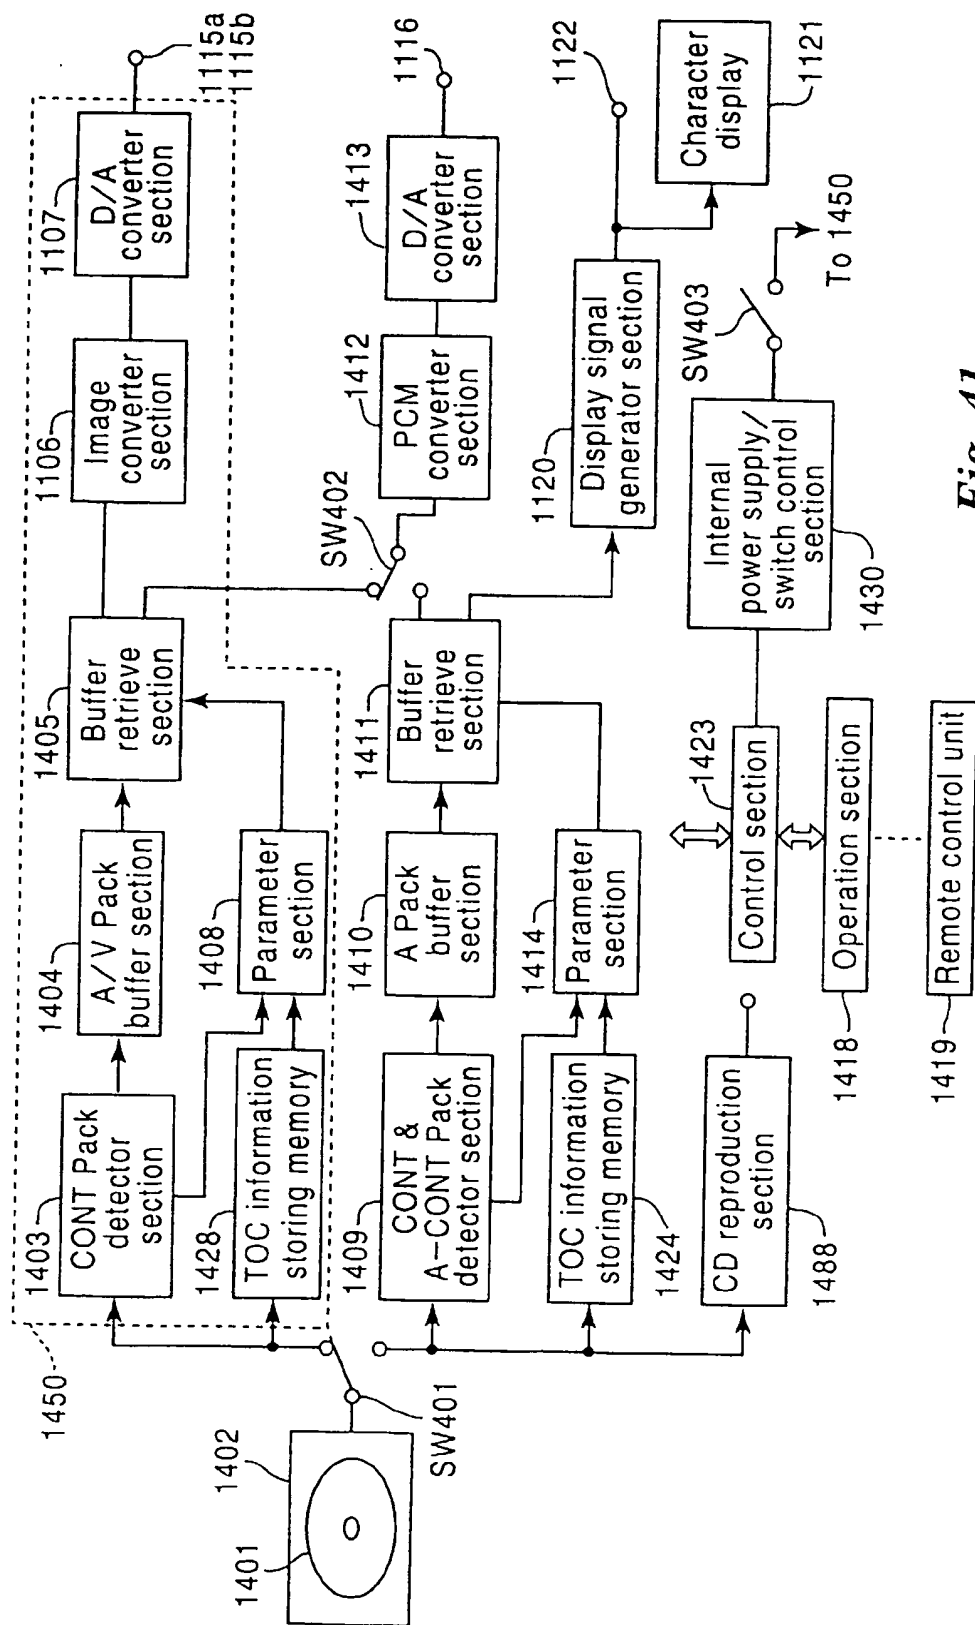 1115a
1115b
1107
D/A
converter
section
1106
Image
converter
section
1405
Buffer
retrieve
section
1404
A/V Pack
buffer section
1403
CONT Pack
detector
section
1408
Parameter
section
1428
TOC information
storing memory
1450
1116
1413
D/A
converter
section
1412
PCM
converter
section
SW402
1411
Buffer
retrieve
section
1410
A Pack
buffer
section
1409
CONT &
A-CONT Pack
detector section
1414
Parameter
section
TOC information
storing memory
1424
CD reproduction
section
1488
1402
1401
SW401
1122
1120
Display signal
generator section
Character
display
1121
SW403
To 1450
Internal
power supply/
switch control
section
1430
1423
Control section
Operation section
1418
Remote control unit
1419
Fig. 41